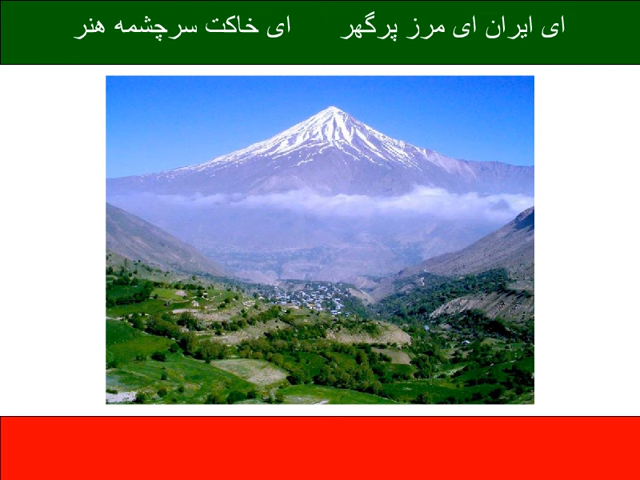 ای ایران ای مرز پرگهر ای خاکت سرچشمه هنر